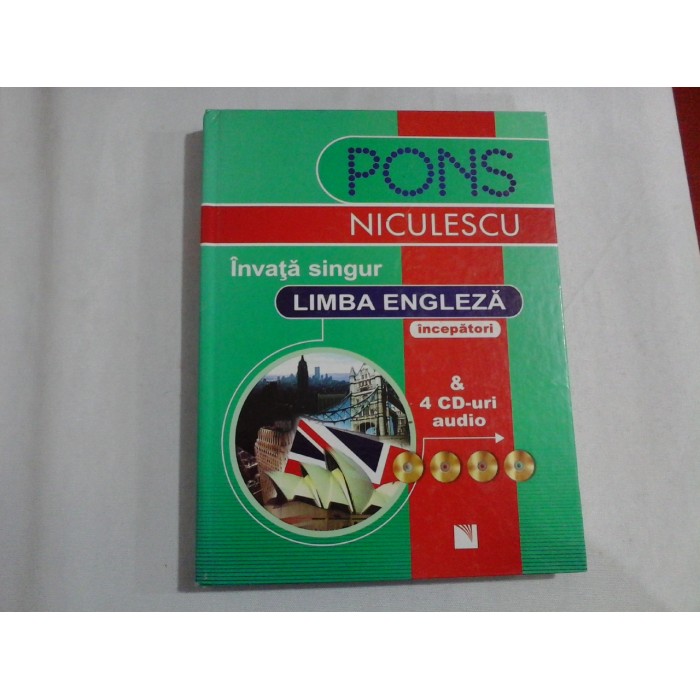 PONS
NICULESCU
Învaţă singur
LIMBA ENGLEZĂ
începători
&
4 CD-uri
audio